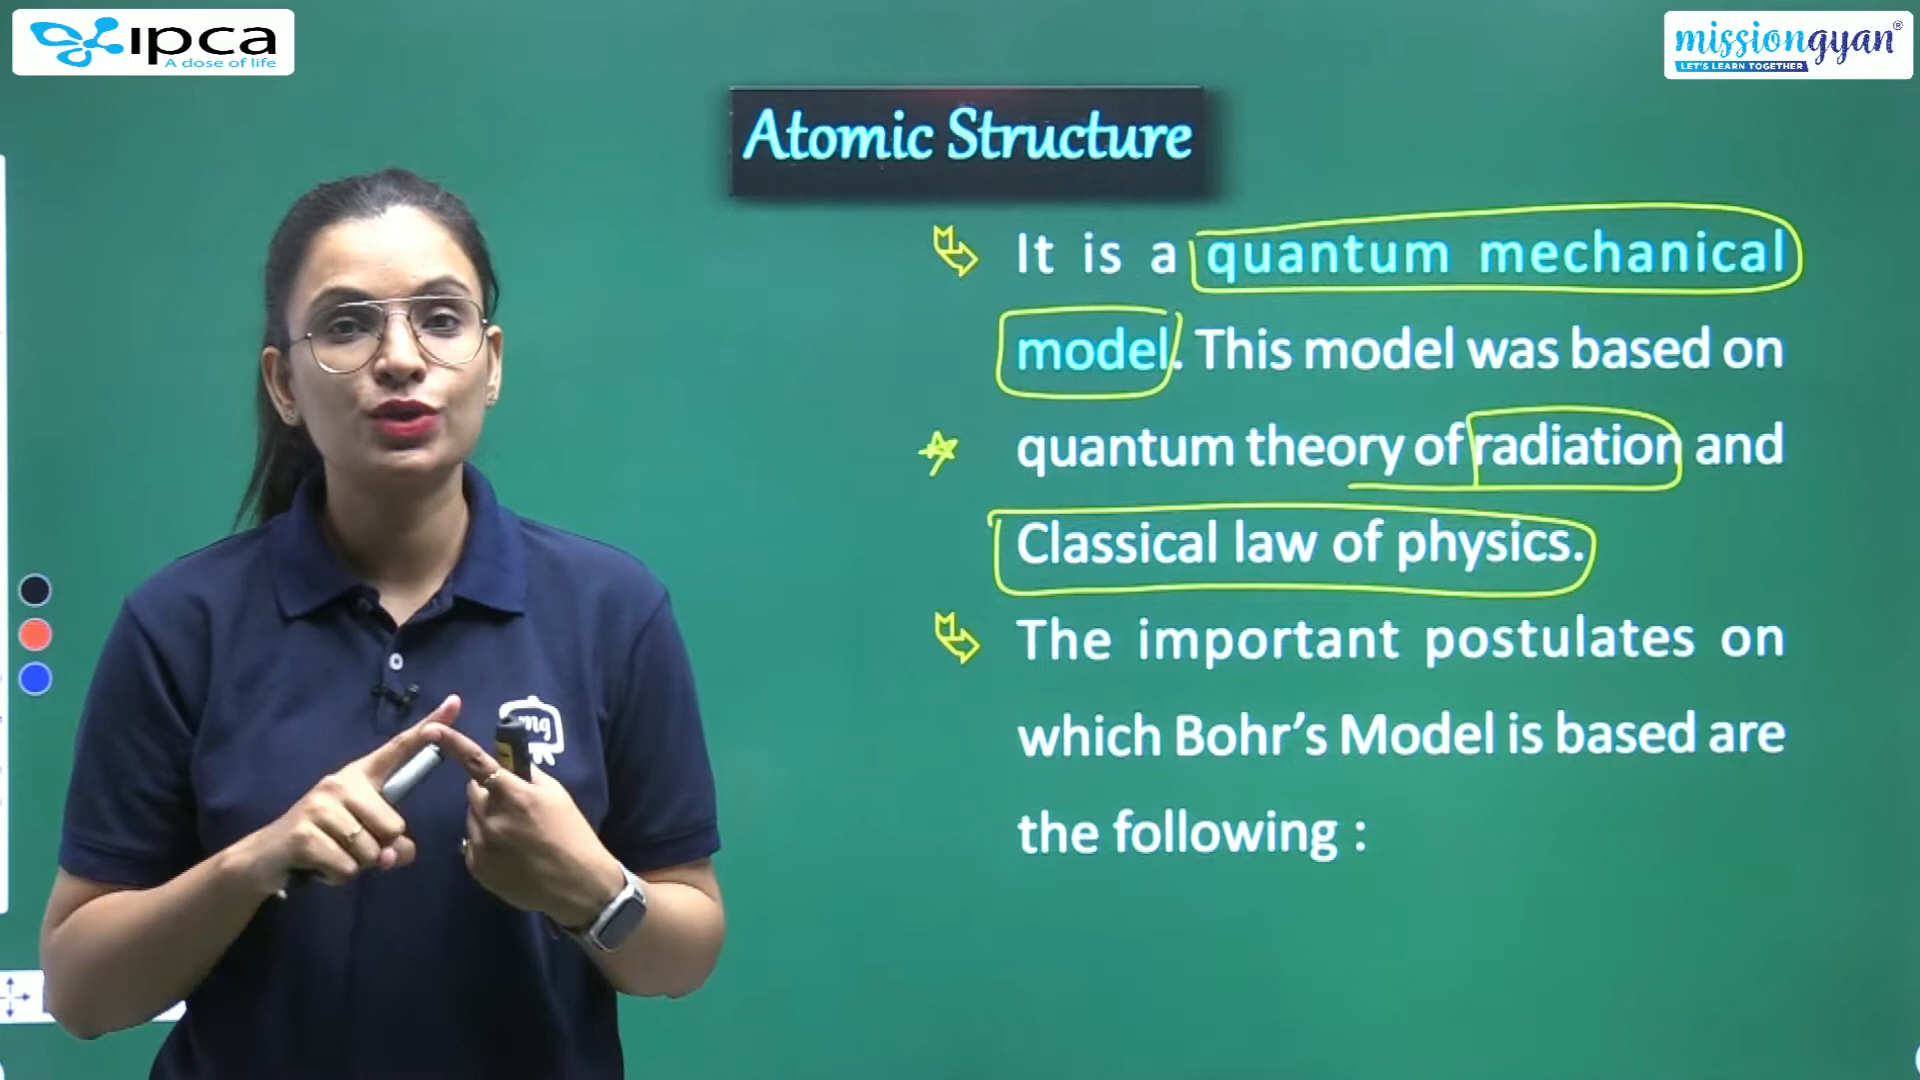 ipca
A dose of life
missiongyan®
LET'S LEARN TOGETHER
Atomic Structure
It is a quantum mechanical
model. This model was based on
quantum theory of radiation and
Classical law of physics.
The important postulates on
which Bohr’s Model is based are
the following :
mg